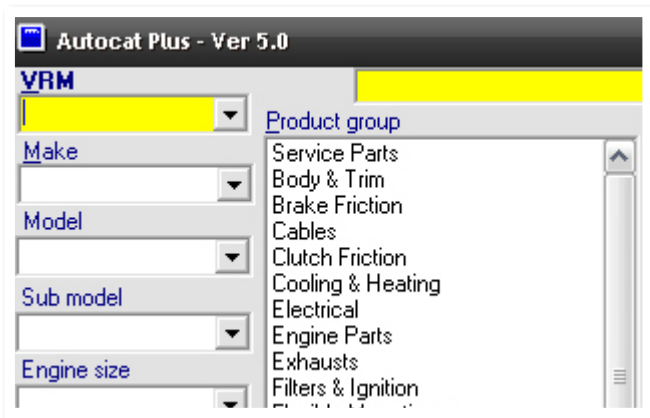 Autocat Plus - Ver 5.0
VRM
Make
Model
Sub model
Engine size
Product group
Service Parts
Body & Trim
Brake Friction
Cables
Clutch Friction
Cooling & Heating
Electrical
Engine Parts
Exhausts
Filters & Ignition